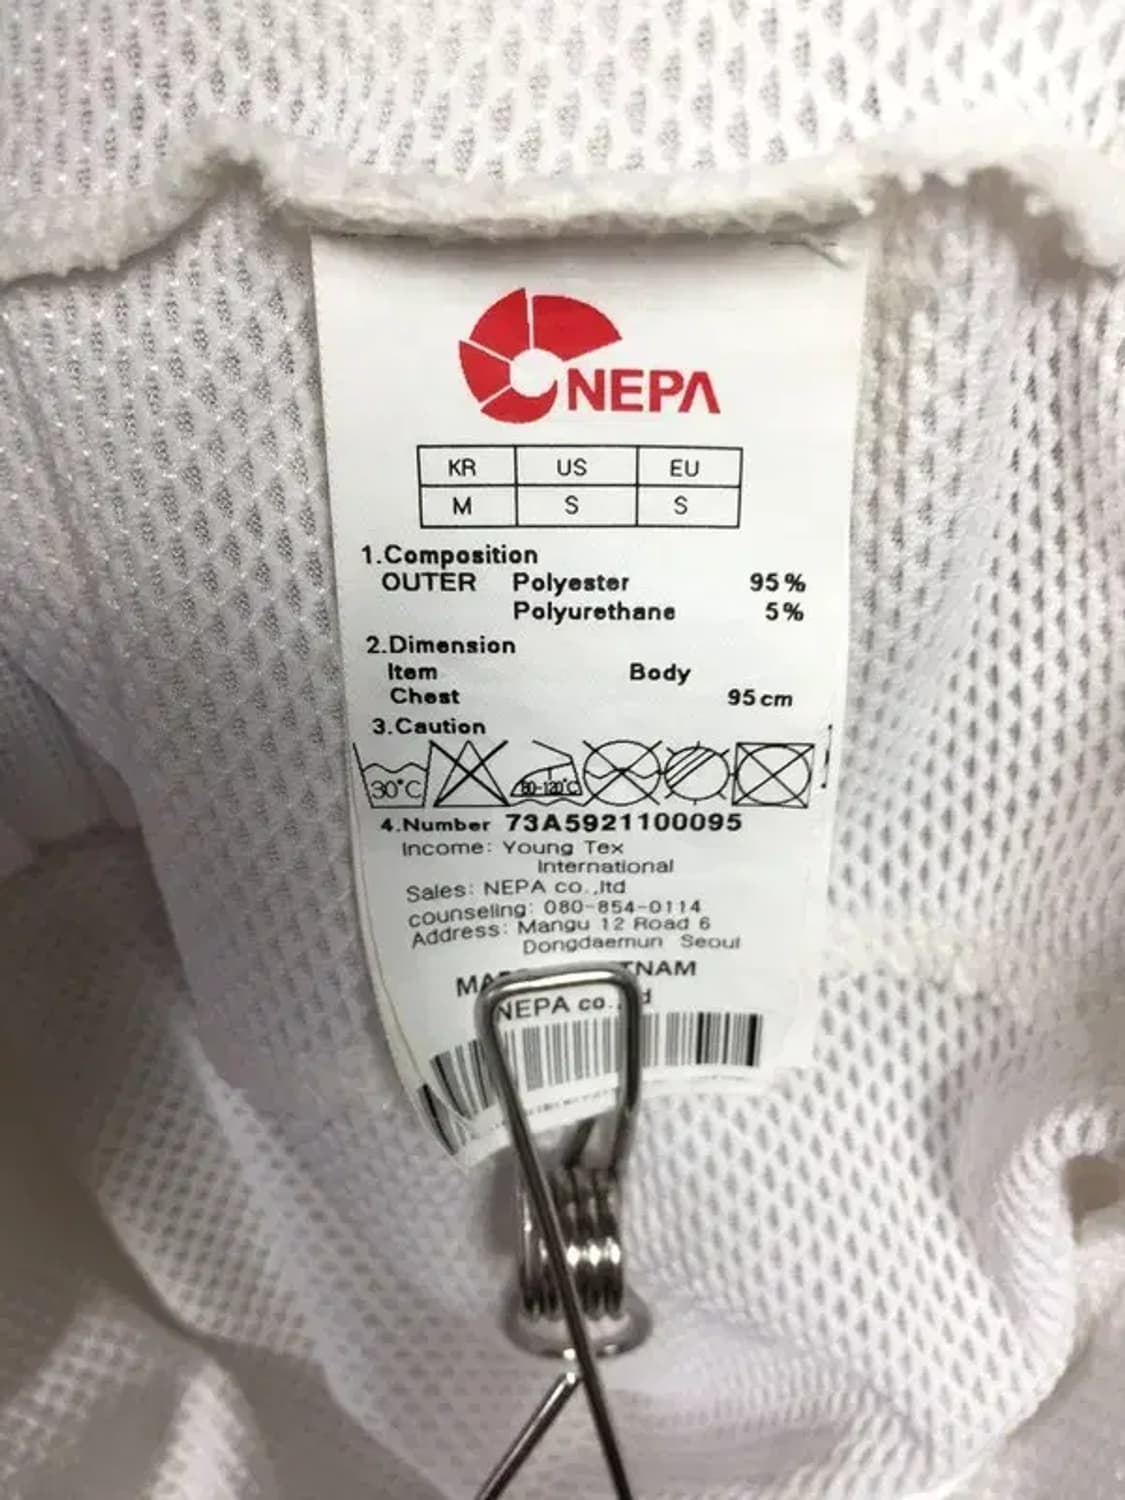 NEPA
KR US EU
M S S
1.Composition
OUTER Polyester 95%
Polyurethane 5%
2.Dimension
Item Body
Chest 95cm
3.Caution
30°C 80-120°C
4.Number 73A5921100095
Income: Young Tex
International
Sales: NEPA co.,ltd
counseling: 080-854-0114
Address: Mangu 12 Road 6
Dongdaemun Seoul
NEPA co.